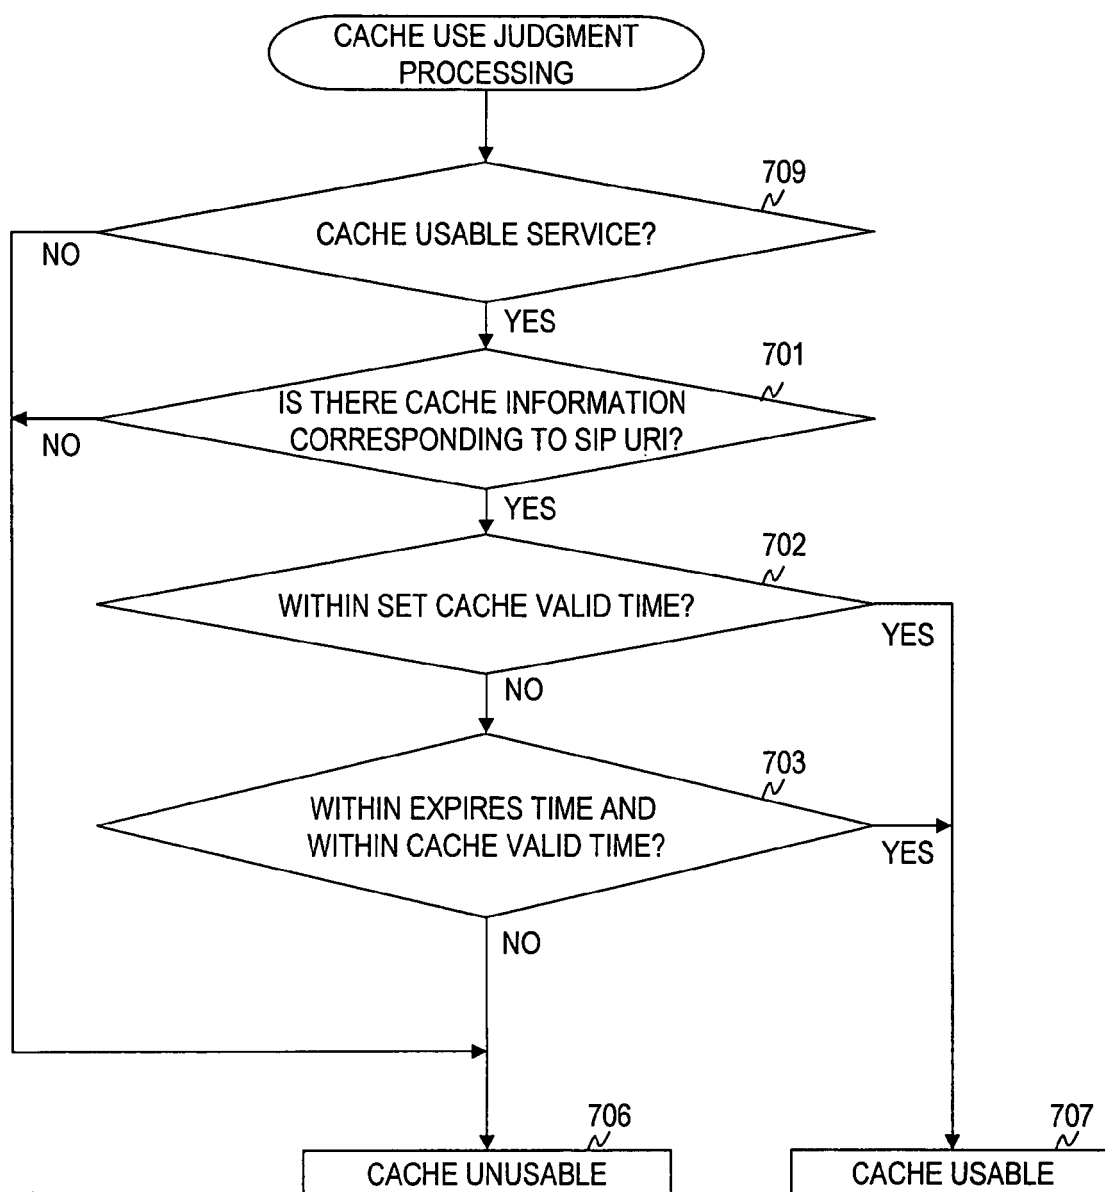 CACHE USE JUDGMENT
PROCESSING
709
CACHE USABLE SERVICE?
NO
YES
701
IS THERE CACHE INFORMATION
CORRESPONDING TO SIP URI?
NO
YES
702
WITHIN SET CACHE VALID TIME?
YES
NO
703
WITHIN EXPIRES TIME AND
WITHIN CACHE VALID TIME?
YES
NO
706
CACHE UNUSABLE
707
CACHE USABLE